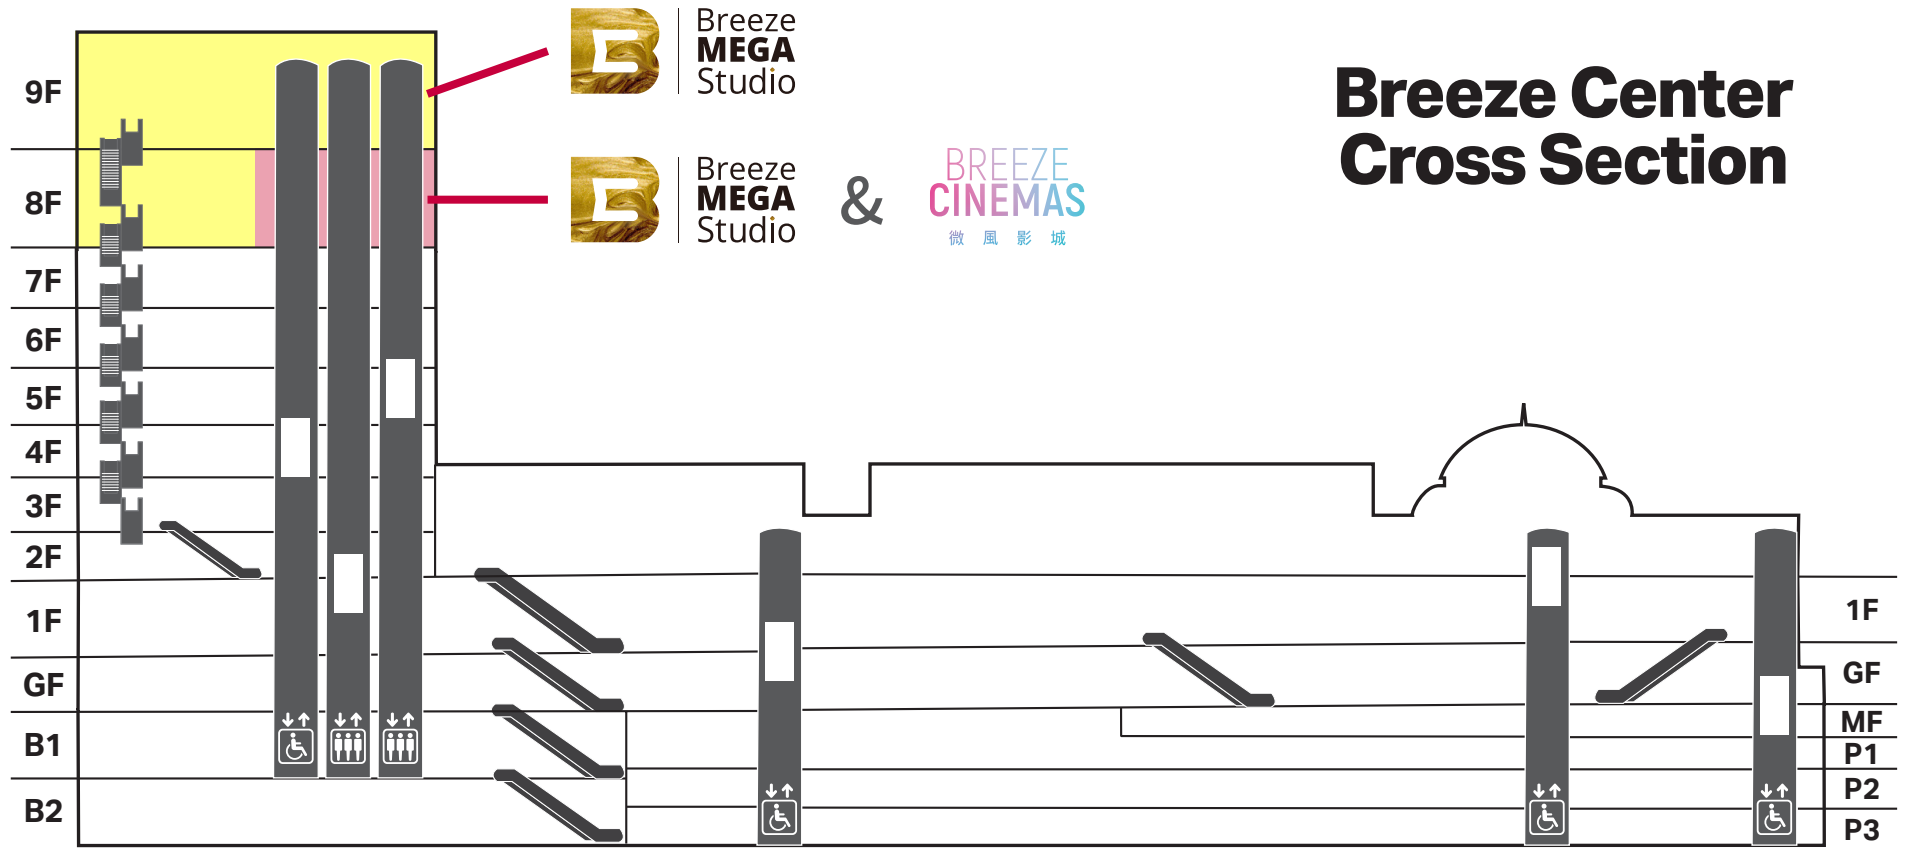 Breeze
MEGA
Studio
Breeze Center
Cross Section
9F
Breeze
MEGA
Studio
&
BREEZE
CINEMAS
微風影城
8F
7F
6F
5F
4F
3F
2F
1F
GF
B1
B2
1F
GF
MF
P1
P2
P3